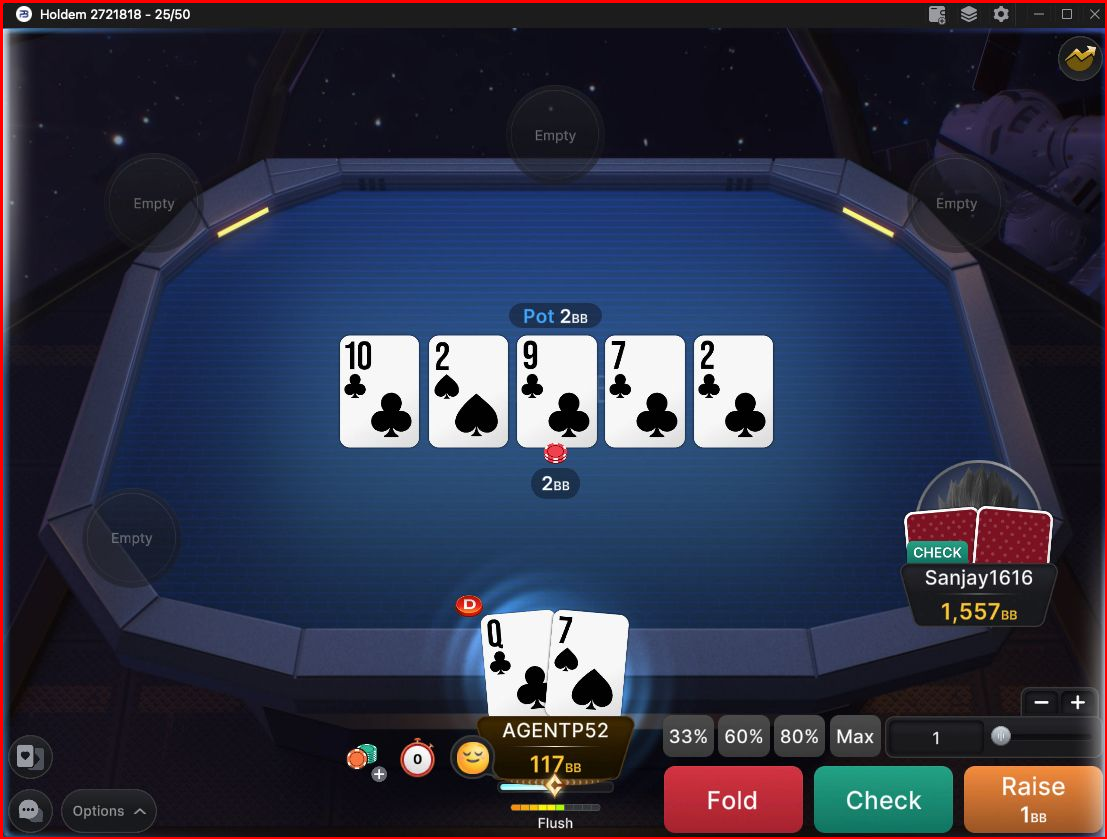 Holdem 2721818 - 25/50
Empty
Empty
Empty
Pot 2BB
10 2 9 7 2
2BB
Empty
CHECK
Sanjay1616
1,557BB
D
Q 7
AGENTP52
117BB
0
Flush
33% 60% 80% Max 1
Fold Check Raise
1BB
Options